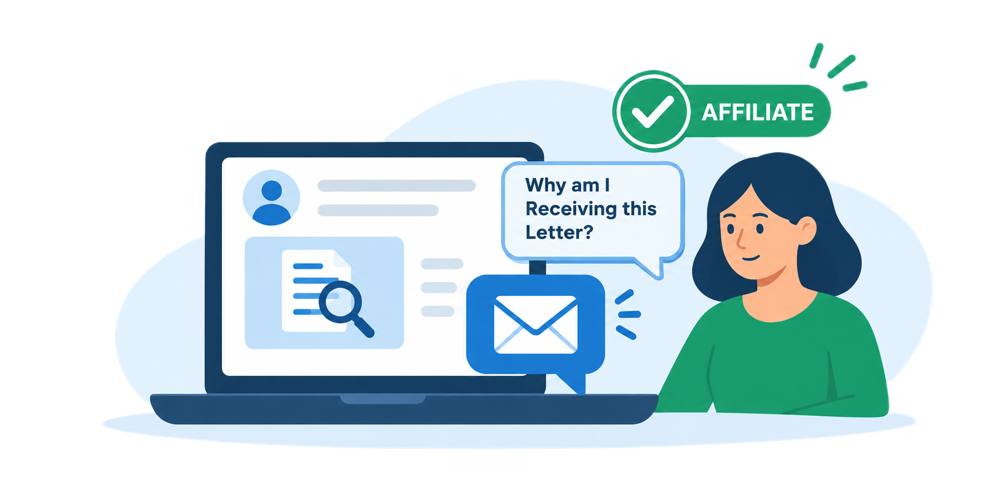 AFFILIATE
Why am I
Receiving this
Letter?